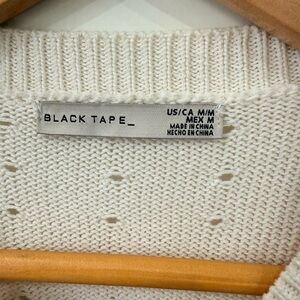 BLACK TAPE_
US/CA M/M
MEX M
MADE IN CHINA
HECHO EN CHINA